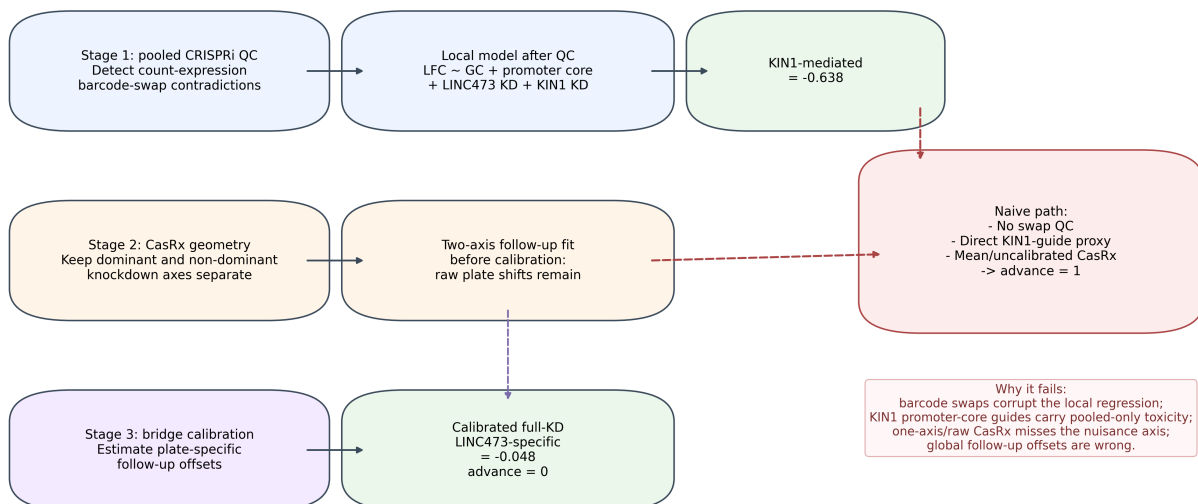 Stage 1: pooled CRISPRi QC
Detect count-expression
barcode-swap contradictions
Local model after QC
LFC ~ GC + promoter core
+ LINC473 KD + KIN1 KD
KIN1-mediated
= -0.638
Naive path:
- No swap QC
- Direct KIN1-guide proxy
- Mean/uncalibrated CasRx
-> advance = 1
Stage 2: CasRx geometry
Keep dominant and non-dominant
knockdown axes separate
Two-axis follow-up fit
before calibration:
raw plate shifts remain
Stage 3: bridge calibration
Estimate plate-specific
follow-up offsets
Calibrated full-KD
LINC473-specific
= -0.048
advance = 0
Why it fails:
barcode swaps corrupt the local regression;
KIN1 promoter-core guides carry pooled-only toxicity;
one-axis/raw CasRx misses the nuisance axis;
global follow-up offsets are wrong.